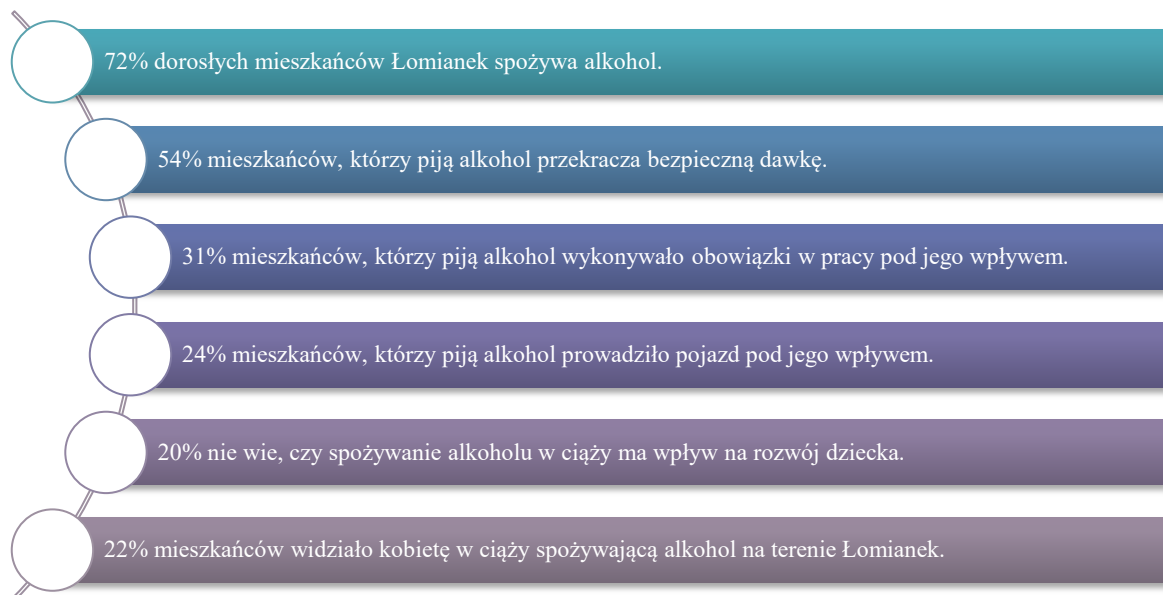 72% dorosłych mieszkańców Łomianek spożywa alkohol.
54% mieszkańców, którzy piją alkohol przekracza bezpieczną dawkę.
31% mieszkańców, którzy piją alkohol wykonywało obowiązki w pracy pod jego wpływem.
24% mieszkańców, którzy piją alkohol prowadziło pojazd pod jego wpływem.
20% nie wie, czy spożywanie alkoholu w ciąży ma wpływ na rozwój dziecka.
22% mieszkańców widziało kobietę w ciąży spożywającą alkohol na terenie Łomianek.